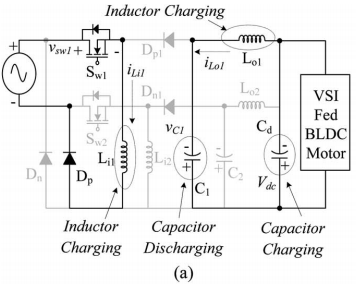 Inductor Charging
+
vsw1
+
-
Dp1
iLi1
iLo1
Lo1
Sw1
-
Dn1
Lo2
VSI
Fed
BLDC
Motor
vC1
Sw2
Cd
Li1
Li2
-
+
-
+
-
+
Dn
Dp
C1
C2
Vdc
Inductor
Charging
Capacitor
Discharging
Capacitor
Charging
(a)